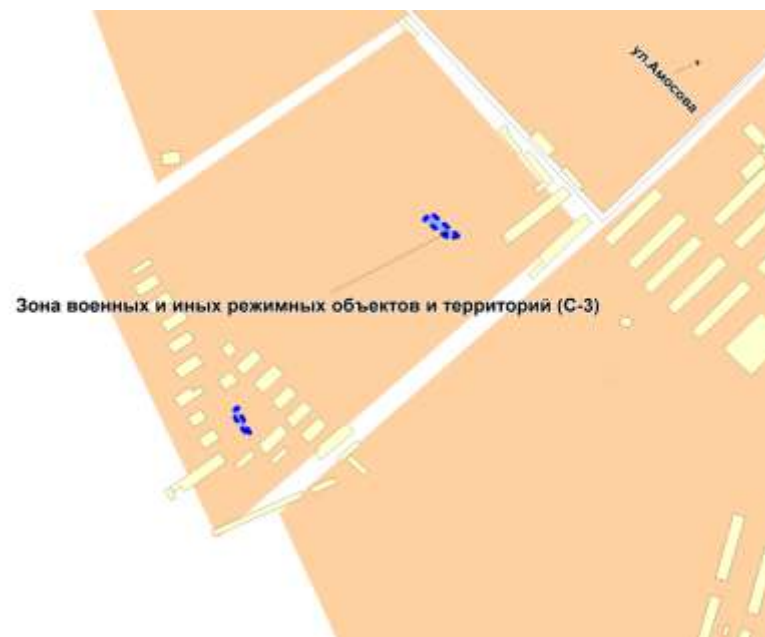 ул.Амосова
Зона военных и иных режимных объектов и территорий (С-3)